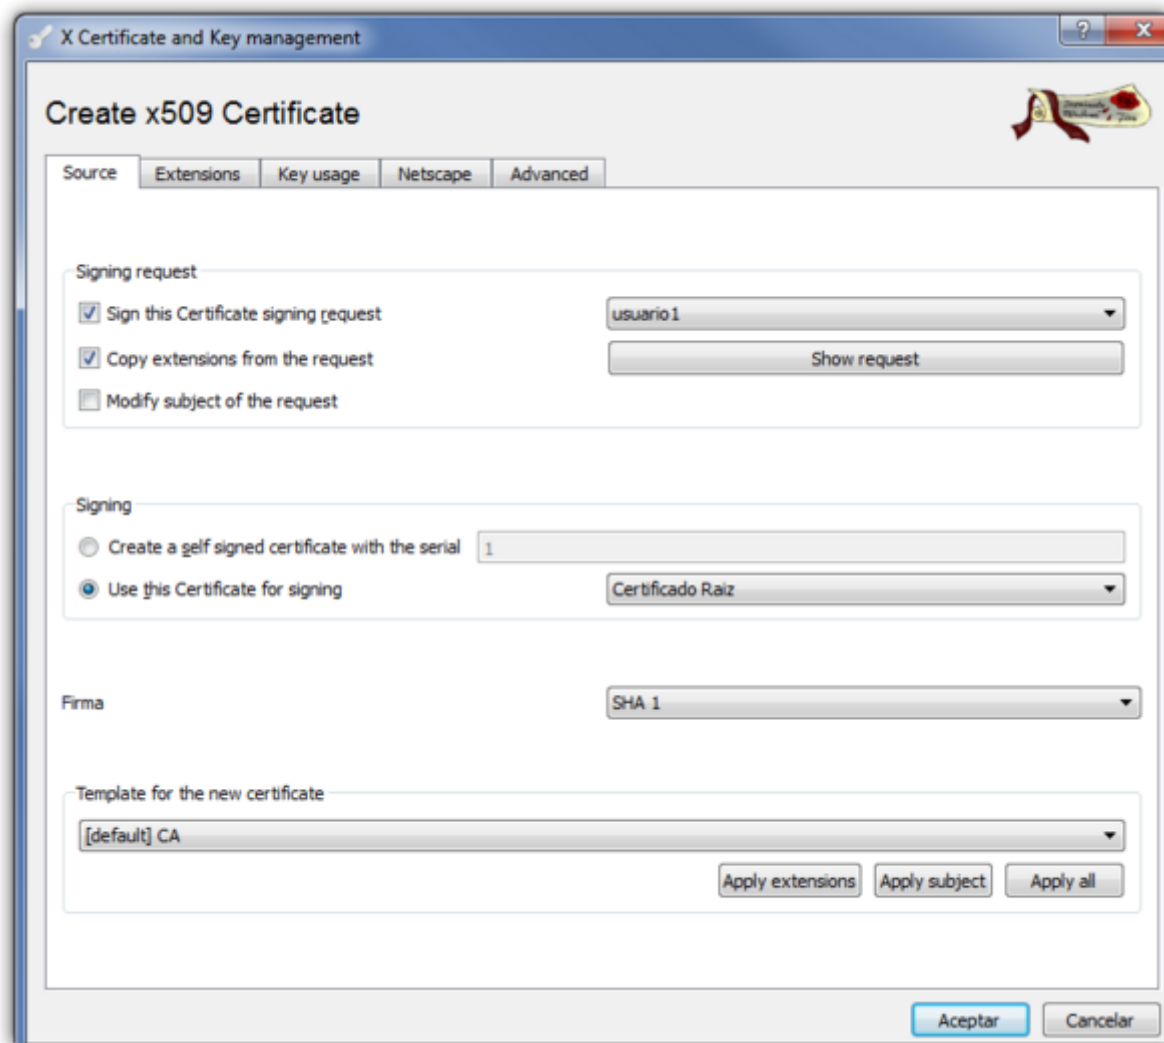 X Certificate and Key management
?
X
Create x509 Certificate
Source Extensions Key usage Netscape Advanced
Signing request
Sign this Certificate signing request usuario1
Copy extensions from the request Show request
Modify subject of the request
Signing
Create a self signed certificate with the serial 1
Use this Certificate for signing Certificado Raiz
Firma SHA 1
Template for the new certificate
[default] CA
Apply extensions Apply subject Apply all
Aceptar Cancelar